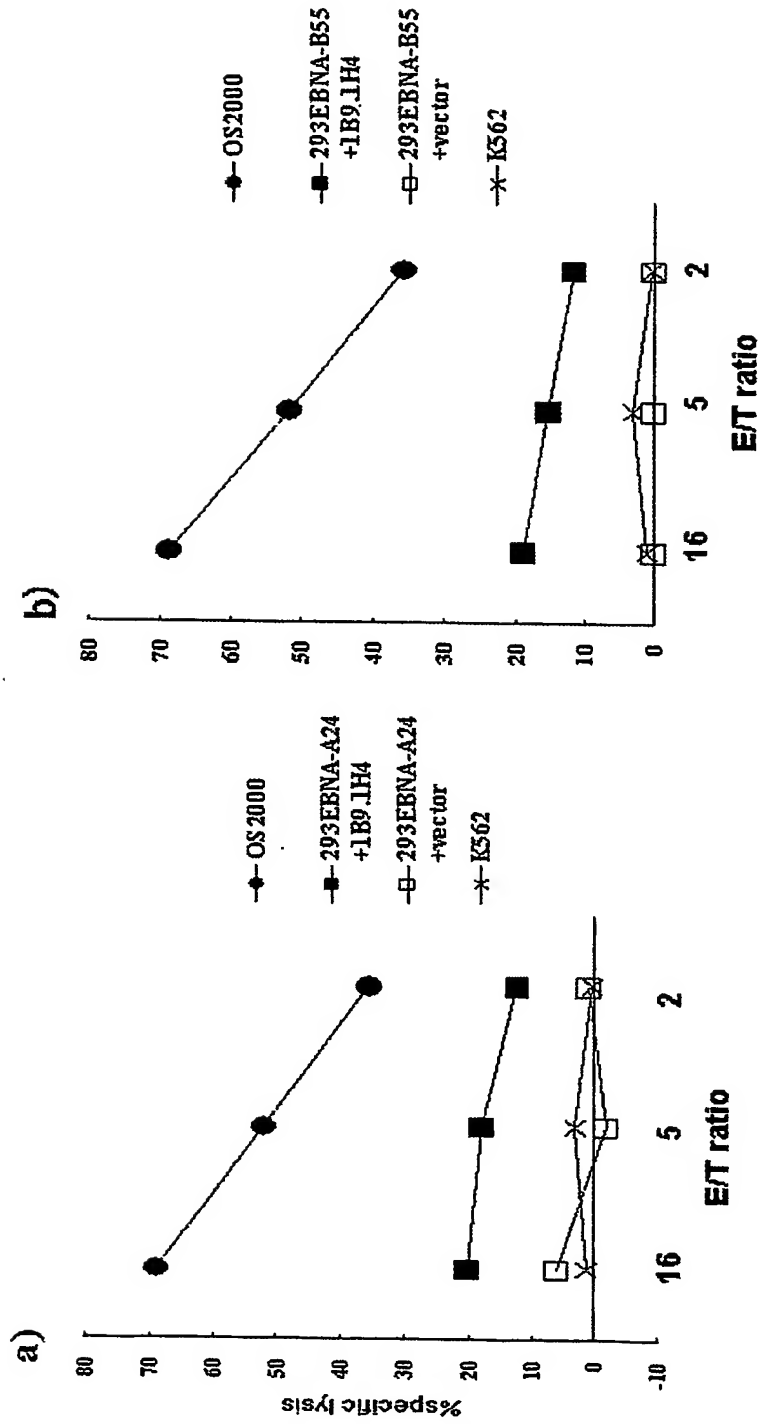 a)
%specific lysis
80
70
60
50
40
30
20
10
0
-10
16
5
2
E/T ratio
OS2000
293EBNA-A24
+1B9.1H4
293EBNA-A24
+vector
K562
b)
80
70
60
50
40
30
20
10
0
16
5
2
E/T ratio
OS2000
293EBNA-B55
+1B9.1H4
293EBNA-B55
+vector
K562